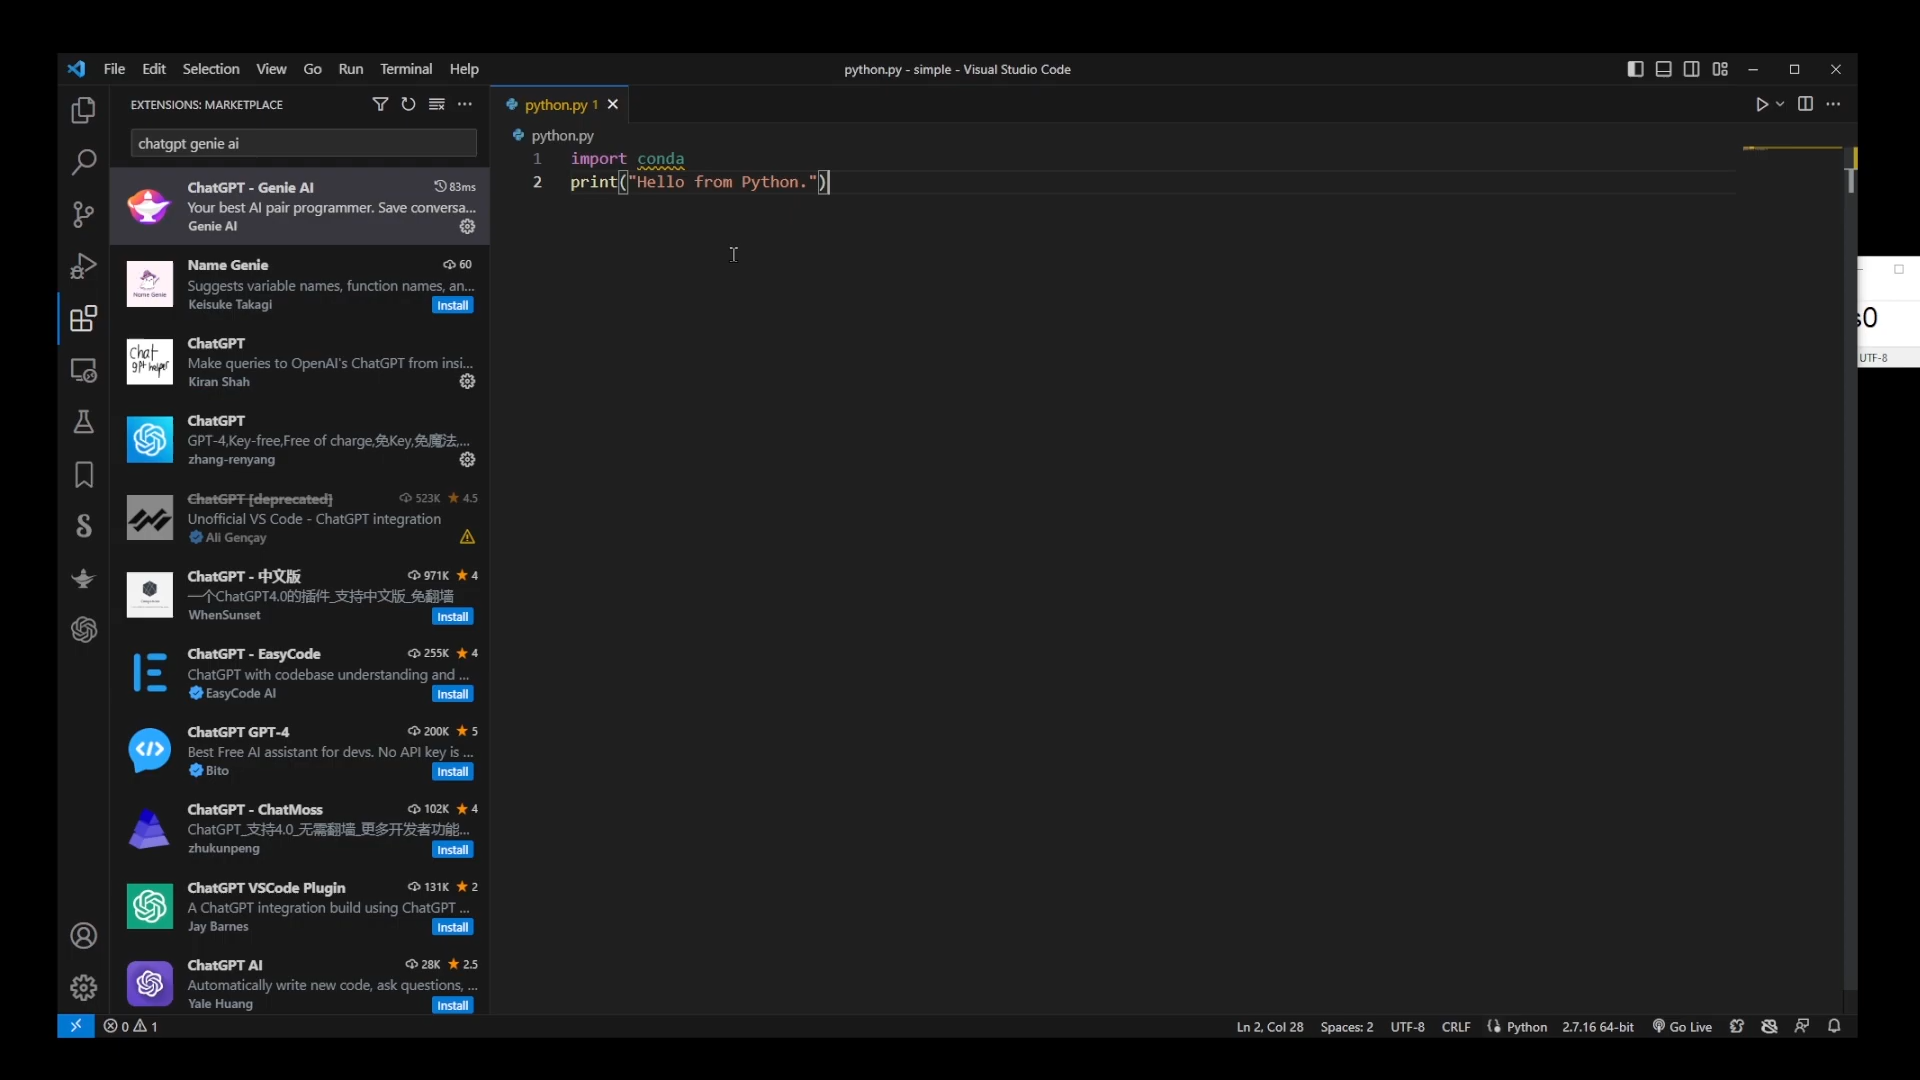 File Edit Selection View Go Run Terminal Help
python.py - simple - Visual Studio Code
EXTENSIONS: MARKETPLACE
chatgpt genie ai
ChatGPT - Genie AI 83ms
Your best AI pair programmer. Save conversa...
Genie AI
Name Genie
Name Genie 60
Suggests variable names, function names, an...
Keisuke Takagi Install
Chat
gpt helper
ChatGPT
Make queries to OpenAI's ChatGPT from insi...
Kiran Shah
ChatGPT
GPT-4,Key-free,Free of charge,免Key,免魔法,...
zhang-renyang
ChatGPT [deprecated] 523K 4.5
Unofficial VS Code - ChatGPT integration
Ali Gençay
ChatGPT - 中文版 971K 4
一个ChatGPT4.0的插件_支持中文版_免翻墙
WhenSunset Install
ChatGPT - EasyCode 255K 4
ChatGPT with codebase understanding and ...
EasyCode AI Install
ChatGPT GPT-4 200K 5
Best Free AI assistant for devs. No API key is ...
Bito Install
ChatGPT - ChatMoss 102K 4
ChatGPT_支持4.0_无需翻墙_更多开发者功能...
zhukunpeng Install
ChatGPT VSCode Plugin 131K 2
A ChatGPT integration build using ChatGPT ...
Jay Barnes Install
ChatGPT AI 28K 2.5
Automatically write new code, ask questions, ...
Yale Huang Install
python.py 1
python.py
1 import conda
2 print("Hello from Python.")
s0
UTF-8
0 1
Ln 2, Col 28 Spaces: 2 UTF-8 CRLF Python 2.7.16 64-bit Go Live